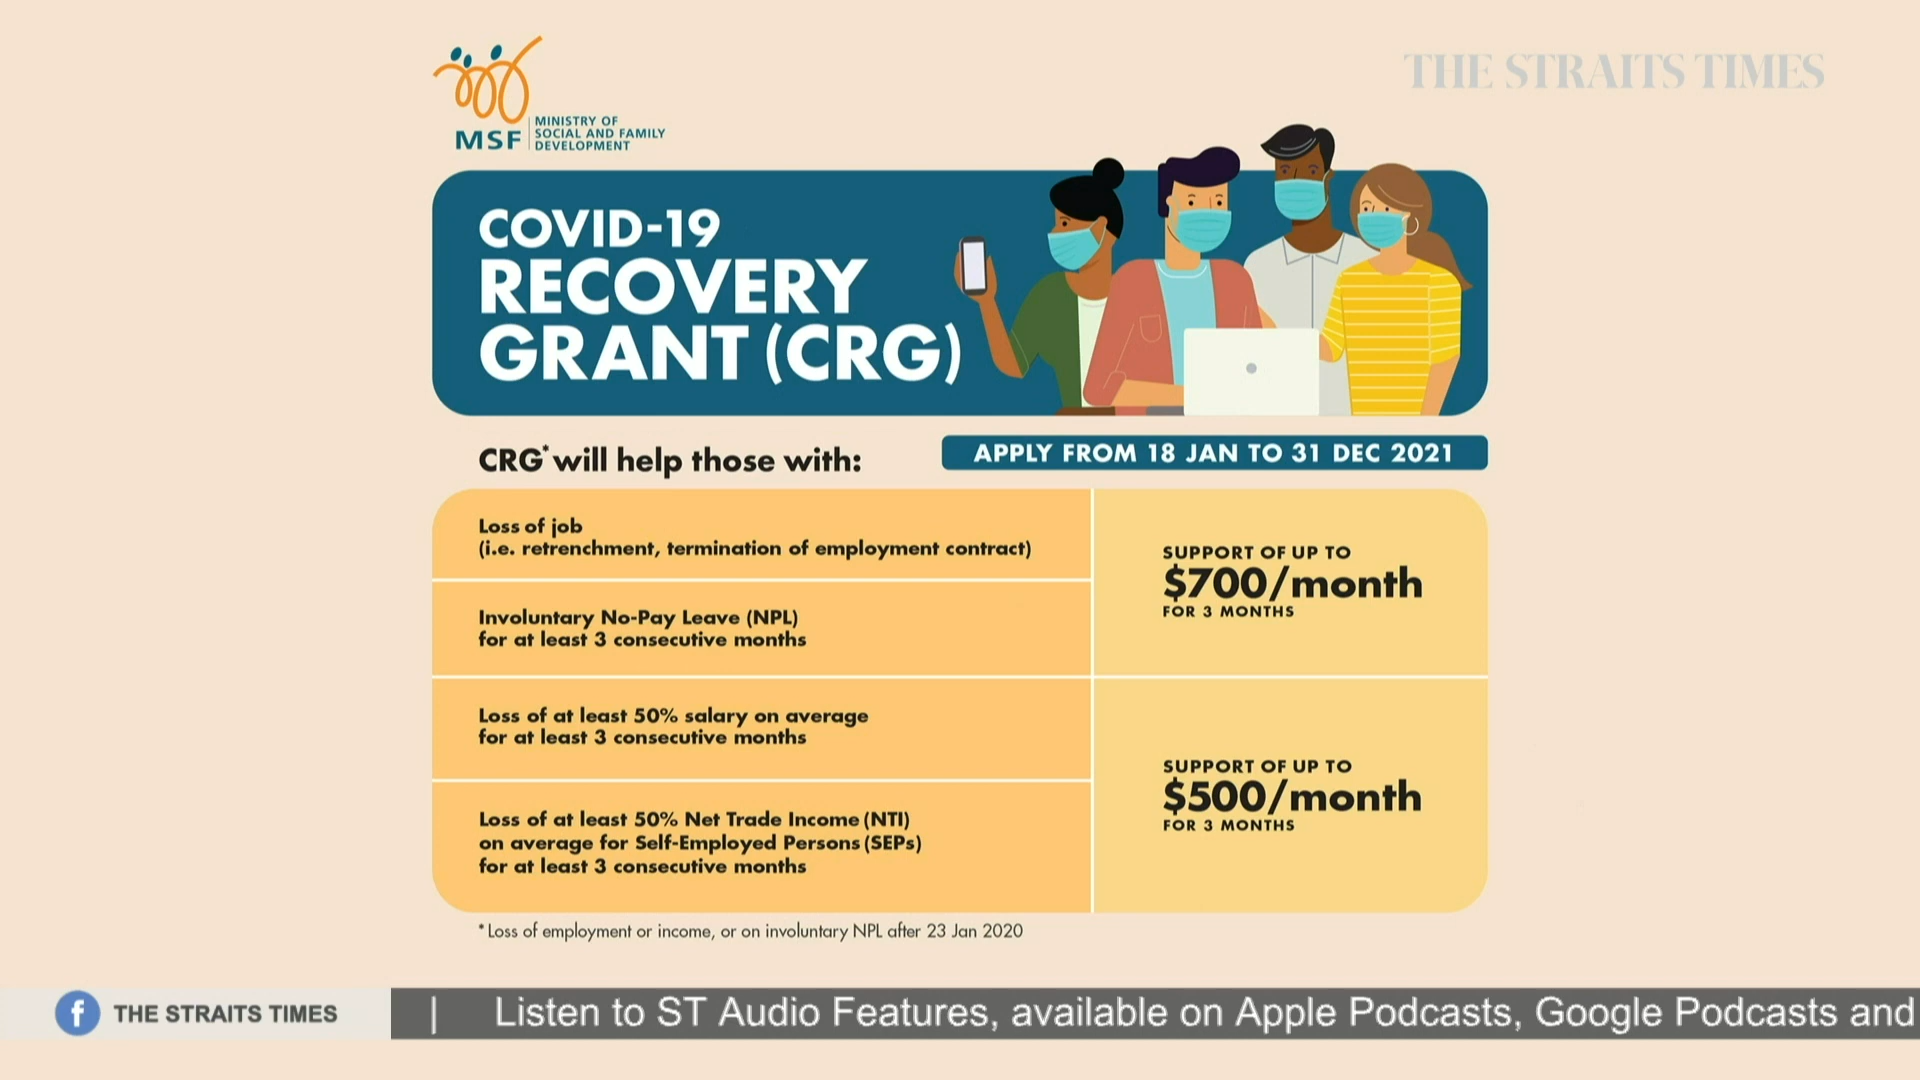 THE STRAITS TIMES
MSF
MINISTRY OF
SOCIAL AND FAMILY
DEVELOPMENT
COVID-19
RECOVERY
GRANT (CRG)
CRG* will help those with:
APPLY FROM 18 JAN TO 31 DEC 2021
Loss of job
(i.e. retrenchment, termination of employment contract)
Involuntary No-Pay Leave (NPL)
for at least 3 consecutive months
SUPPORT OF UP TO
$700/month
FOR 3 MONTHS
Loss of at least 50% salary on average
for at least 3 consecutive months
Loss of at least 50% Net Trade Income (NTI)
on average for Self-Employed Persons (SEPs)
for at least 3 consecutive months
SUPPORT OF UP TO
$500/month
FOR 3 MONTHS
* Loss of employment or income, or on involuntary NPL after 23 Jan 2020
f THE STRAITS TIMES
| Listen to ST Audio Features, available on Apple Podcasts, Google Podcasts and